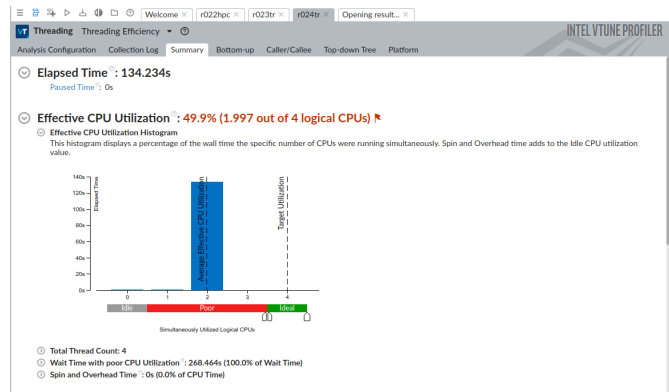 Welcome × r022hpc × r023tr × r024tr × Opening result... ×
VT Threading Threading Efficiency
INTEL VTUNE PROFILER
Analysis Configuration Collection Log Summary Bottom-up Caller/Callee Top-down Tree Platform
Elapsed Time: 134.234s
Paused Time: 0s
Effective CPU Utilization: 49.9% (1.997 out of 4 logical CPUs)
Effective CPU Utilization Histogram
This histogram displays a percentage of the wall time the specific number of CPUs were running simultaneously. Spin and Overhead time adds to the Idle CPU utilization
value.
Elapsed Time
140s
120s
100s
80s
60s
40s
20s
0s
Average Effective CPU Utilization
Target Utilization
0 1 2 3 4
Idle Poor Ideal
Simultaneously Utilized Logical CPUs
Total Thread Count: 4
Wait Time with poor CPU Utilization: 268.464s (100.0% of Wait Time)
Spin and Overhead Time: 0s (0.0% of CPU Time)